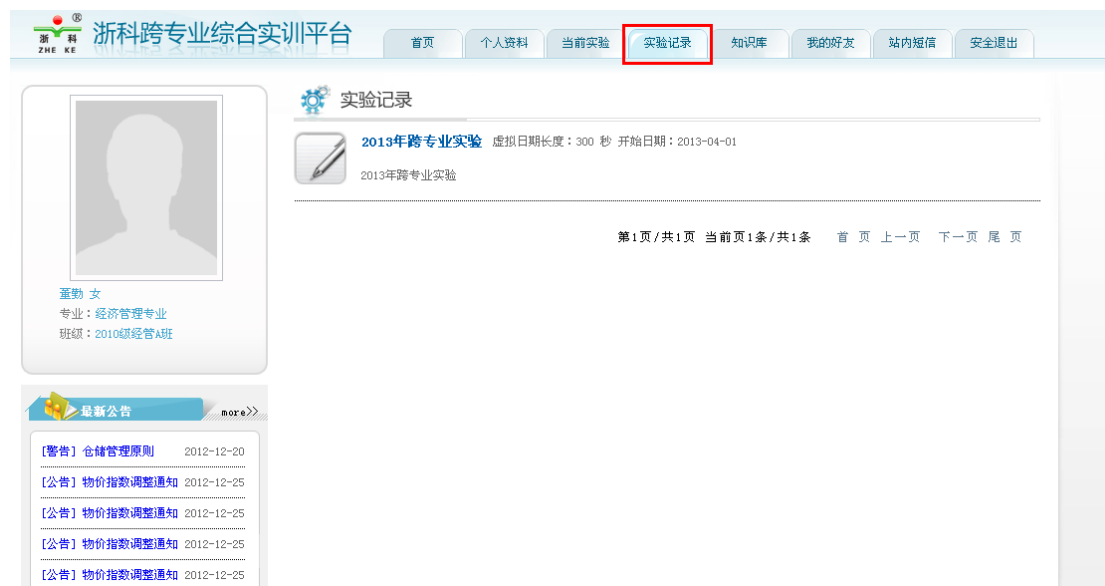 ®
浙 科
ZHE KE
浙科跨专业综合实训平台
首页 个人资料 当前实验 实验记录 知识库 我的好友 站内短信 安全退出
实验记录
2013年跨专业实验 虚拟日期长度：300 秒 开始日期：2013-04-01
2013年跨专业实验
第1页/共1页 当前页1条/共1条 首 页 上一页 下一页 尾 页
董勤 女
专业：经济管理专业
班级：2010级经管A班
最新公告 more>>
[警告] 仓储管理原则 2012-12-20
[公告] 物价指数调整通知 2012-12-25
[公告] 物价指数调整通知 2012-12-25
[公告] 物价指数调整通知 2012-12-25
[公告] 物价指数调整通知 2012-12-25